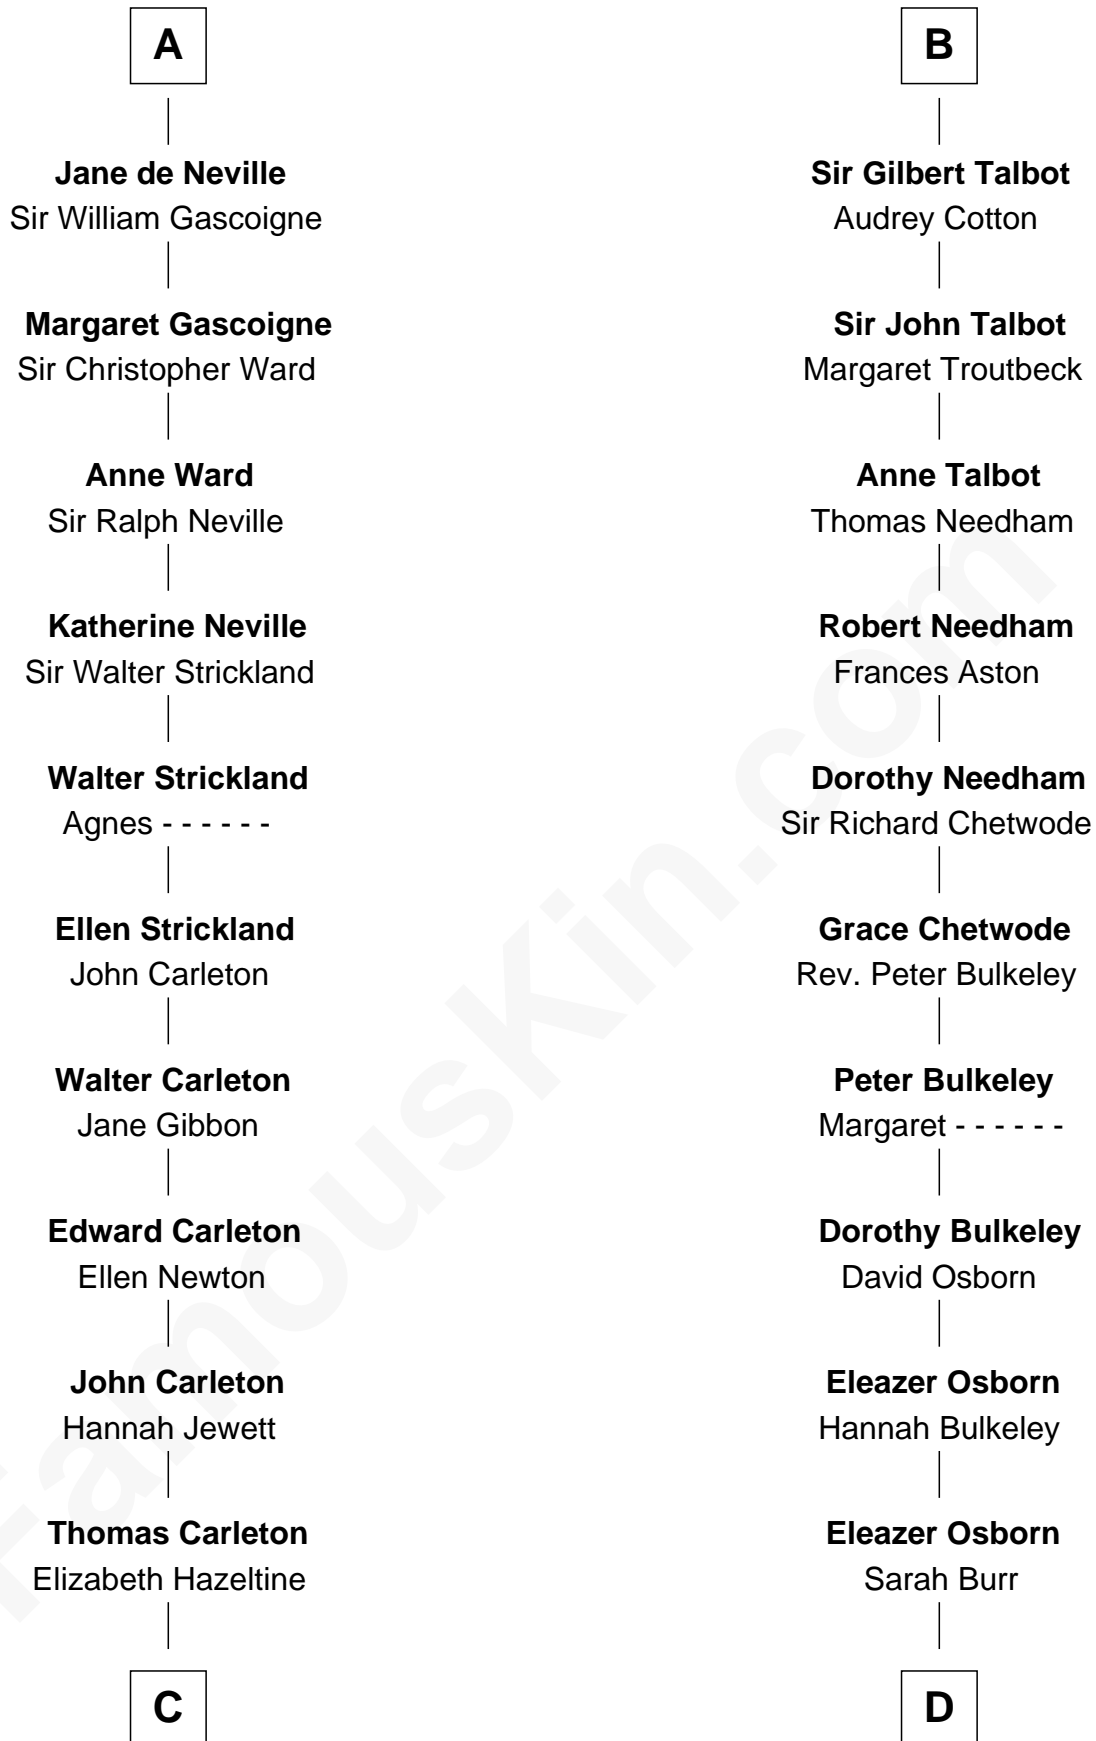 A
Jane de Neville
Sir William Gascoigne
Margaret Gascoigne
Sir Christopher Ward
Anne Ward
Sir Ralph Neville
Katherine Neville
Sir Walter Strickland
Walter Strickland
Agnes - - - - - -
Ellen Strickland
John Carleton
Walter Carleton
Jane Gibbon
Edward Carleton
Ellen Newton
John Carleton
Hannah Jewett
Thomas Carleton
Elizabeth Hazeltine
C
B
Sir Gilbert Talbot
Audrey Cotton
Sir John Talbot
Margaret Troutbeck
Anne Talbot
Thomas Needham
Robert Needham
Frances Aston
Dorothy Needham
Sir Richard Chetwode
Grace Chetwode
Rev. Peter Bulkeley
Peter Bulkeley
Margaret - - - - - -
Dorothy Bulkeley
David Osborn
Eleazer Osborn
Hannah Bulkeley
Eleazer Osborn
Sarah Burr
D
FamousKin.com